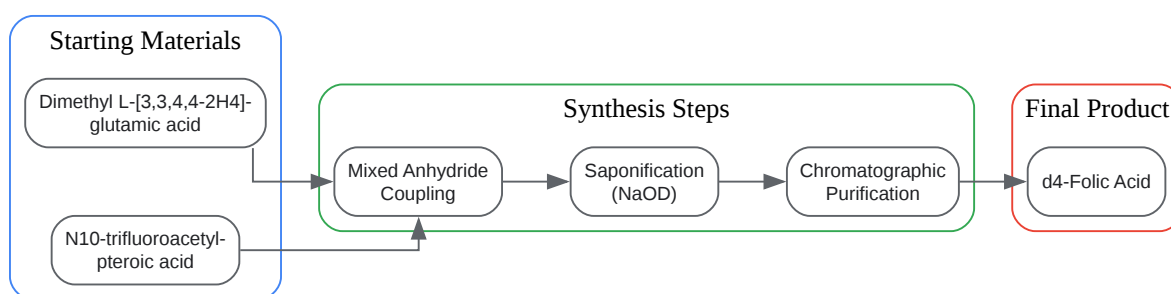 Starting Materials
Dimethyl L-[3,3,4,4-2H4]-
glutamic acid
N10-trifluoroacetyl-
pteroic acid
Synthesis Steps
Mixed Anhydride
Coupling
Saponification
(NaOD)
Chromatographic
Purification
Final Product
d4-Folic Acid